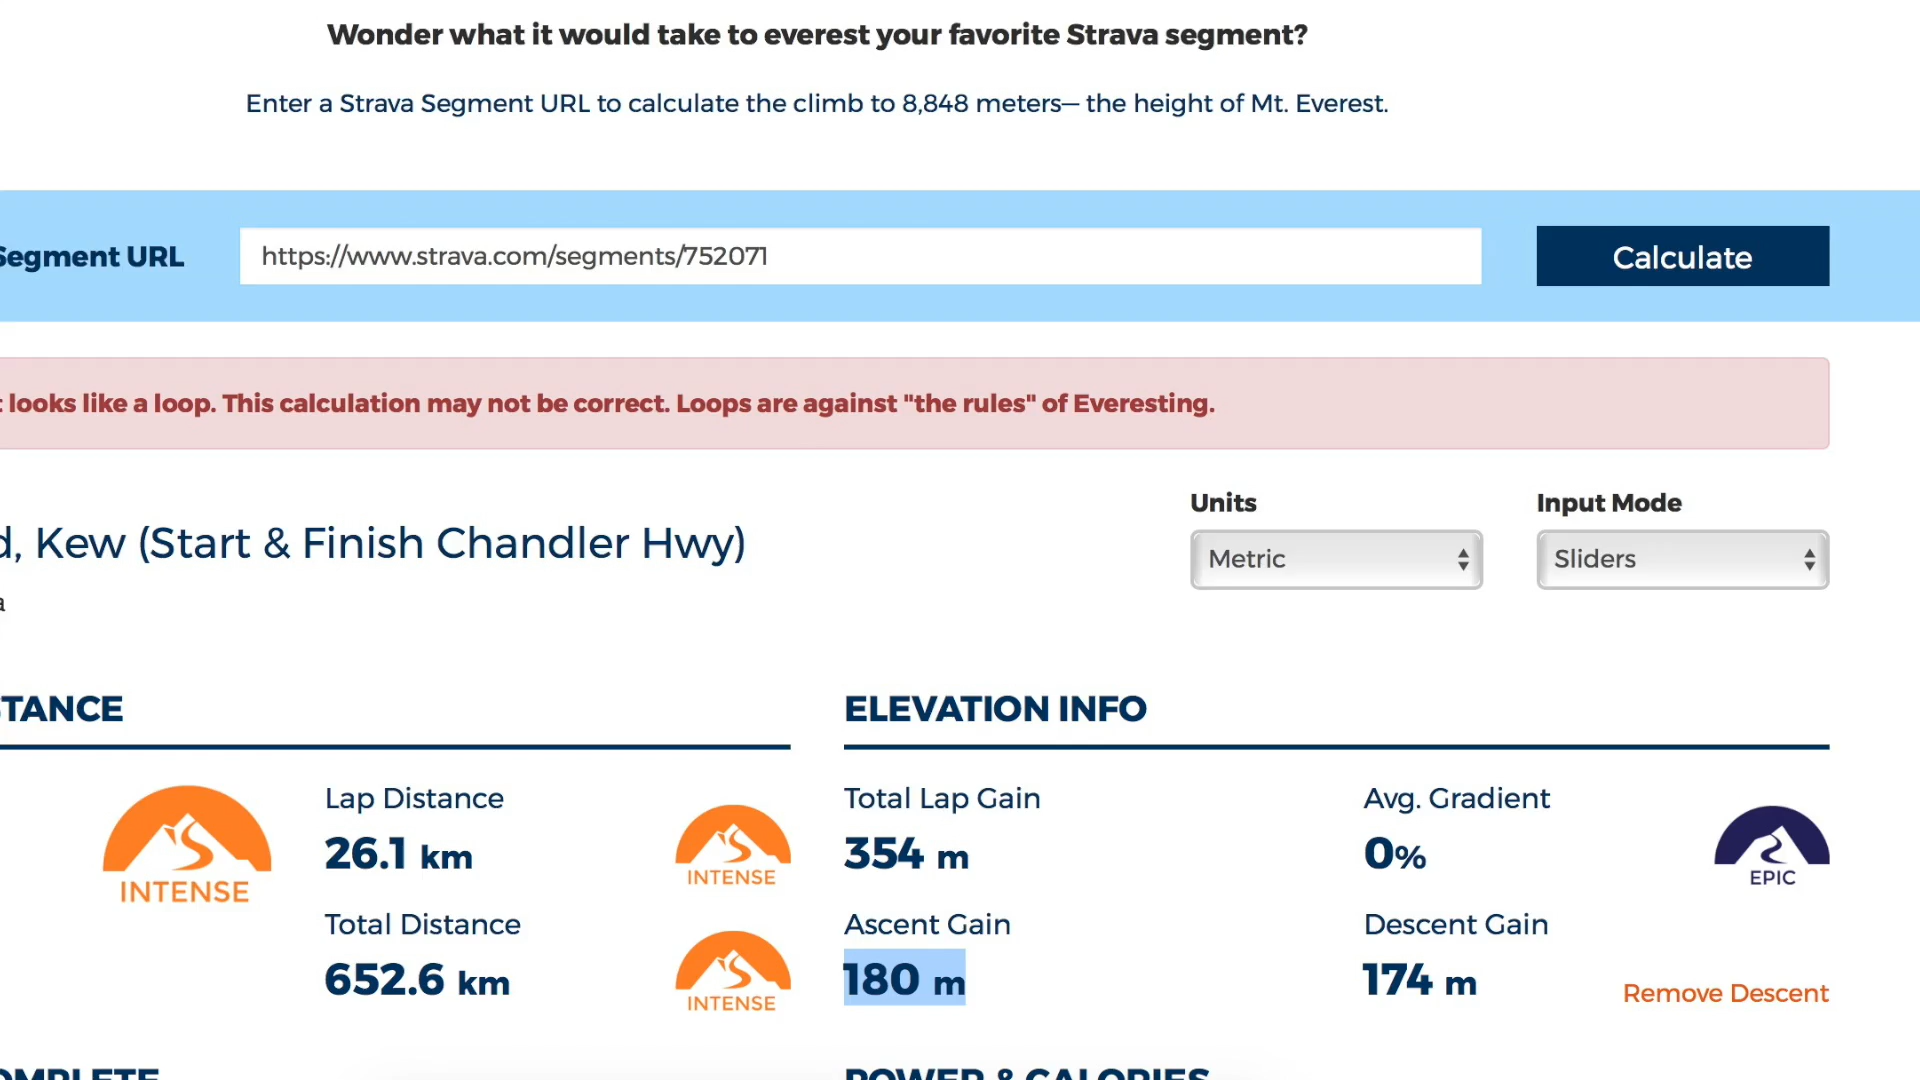 Wonder what it would take to everest your favorite Strava segment?
Enter a Strava Segment URL to calculate the climb to 8,848 meters— the height of Mt. Everest.
Segment URL
https://www.strava.com/segments/752071
Calculate
looks like a loop. This calculation may not be correct. Loops are against "the rules" of Everesting.
Units
Input Mode
Kew (Start & Finish Chandler Hwy)
Metric
Sliders
ELEVATION INFO
Lap Distance
26.1 km
INTENSE
INTENSE
Total Lap Gain
354 m
Avg. Gradient
0%
EPIC
Total Distance
652.6 km
INTENSE
Ascent Gain
180 m
Descent Gain
174 m
Remove Descent
POWER & CALORIES